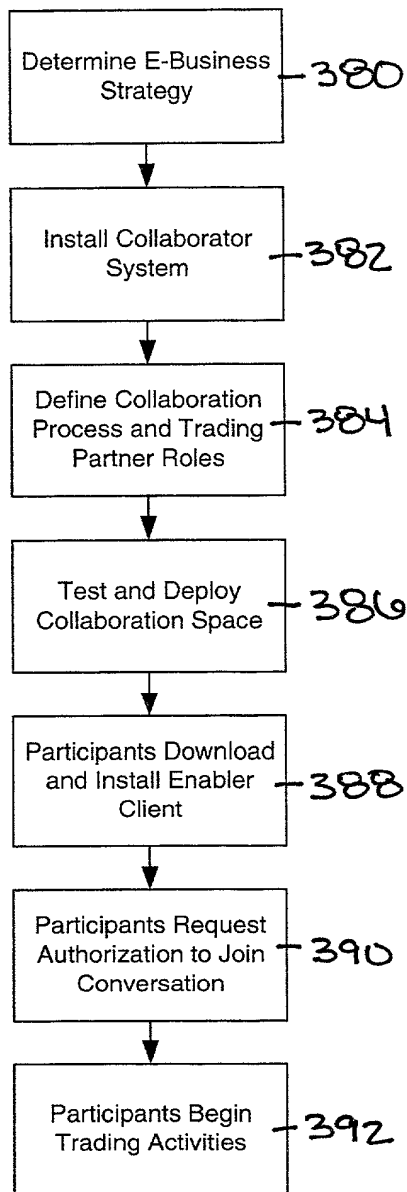 Determine E-Business
Strategy
380
Install Collaborator
System
382
Define Collaboration
Process and Trading
Partner Roles
384
Test and Deploy
Collaboration Space
386
Participants Download
and Install Enabler
Client
388
Participants Request
Authorization to Join
Conversation
390
Participants Begin
Trading Activities
392